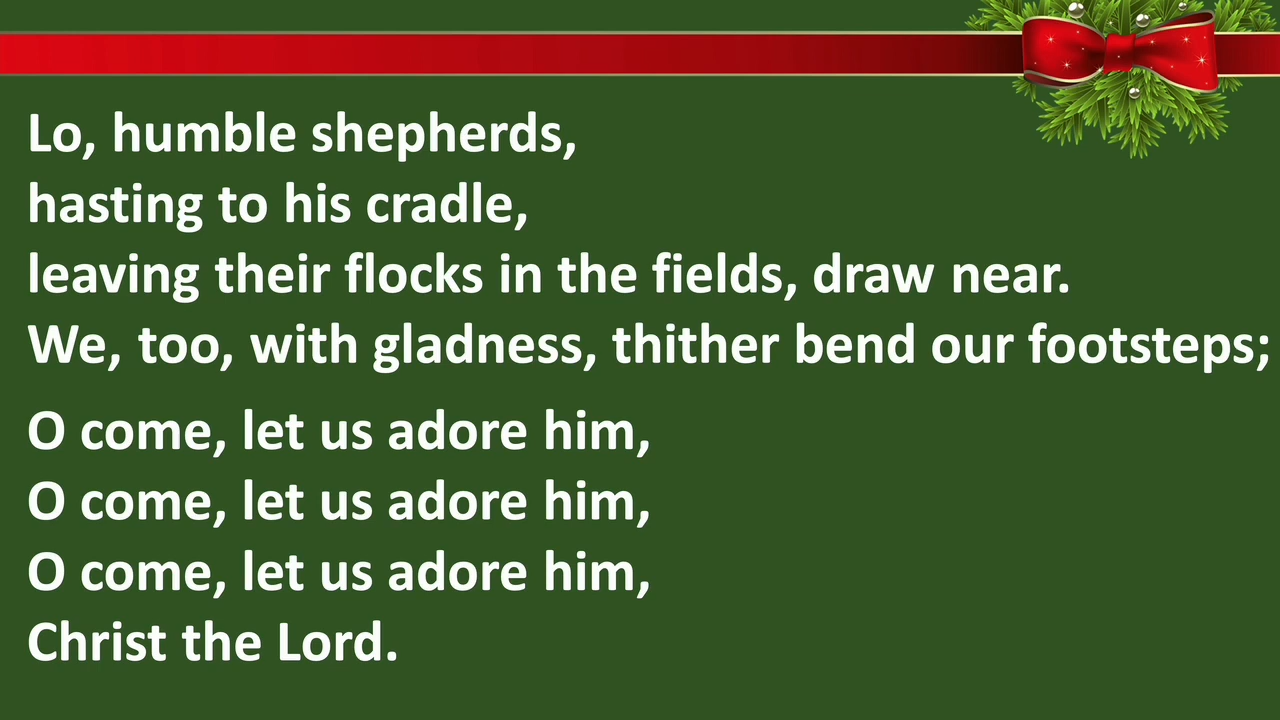 Lo, humble shepherds,
hasting to his cradle,
leaving their flocks in the fields, draw near.
We, too, with gladness, thither bend our footsteps;
O come, let us adore him,
O come, let us adore him,
O come, let us adore him,
Christ the Lord.